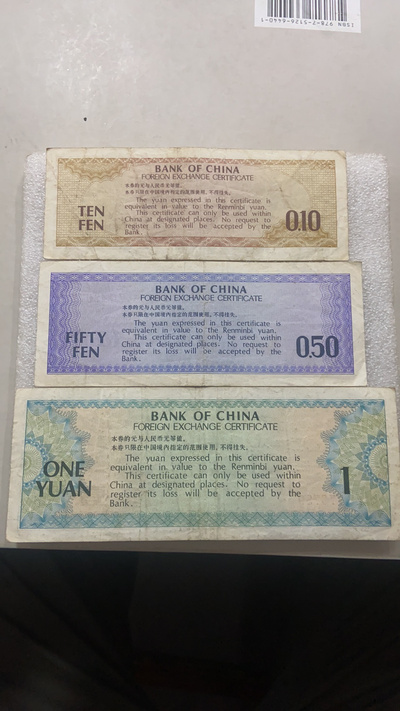 ISBN 978-7-5126-6440-1
BANK OF CHINA
FOREIGN EXCHANGE CERTIFICATE
本券的元与人民币元等值。
本券只限在中国境内指定的范围使用，不得挂失。
The yuan expressed in this certificate is
equivalent in value to the Renminbi yuan.
This certificate can only be used within
China at designated places. No request to
register its loss will be accepted by the
Bank.
TEN
FEN
0.10
BANK OF CHINA
FOREIGN EXCHANGE CERTIFICATE
本券的元与人民币元等值。
本券只限在中国境内指定的范围使用，不得挂失。
The yuan expressed in this certificate is
equivalent in value to the Renminbi yuan.
This certificate can only be used within
China at designated places. No request to
register its loss will be accepted by the
Bank.
FIFTY
FEN
0.50
BANK OF CHINA
FOREIGN EXCHANGE CERTIFICATE
本券的元与人民币元等值。
本券只限在中国境内指定的范围使用，不得挂失。
The yuan expressed in this certificate is
equivalent in value to the Renminbi yuan.
This certificate can only be used within
China at designated places. No request to
register its loss will be accepted by the
Bank.
ONE
YUAN
1